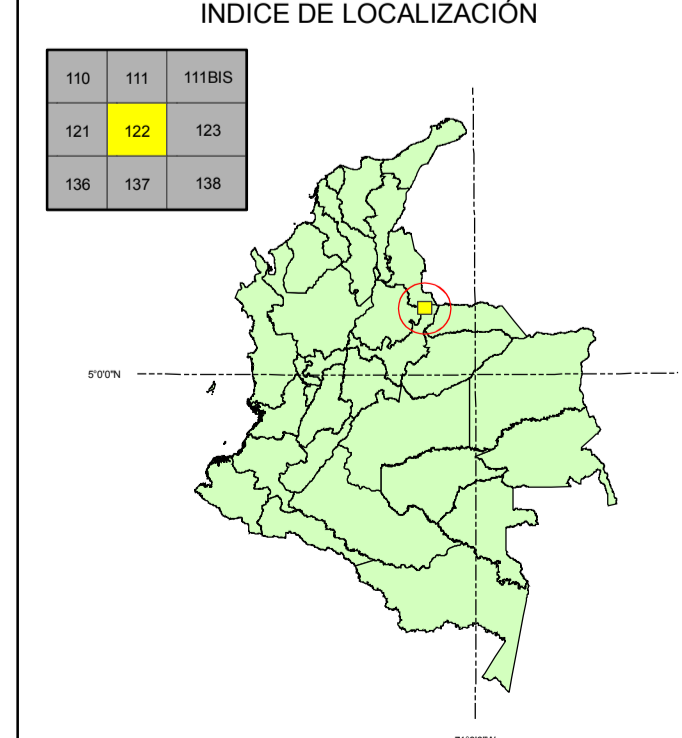 INDICE DE LOCALIZACIÓN
110 111 111BIS
121 122 123
136 137 138
5°0'0"N